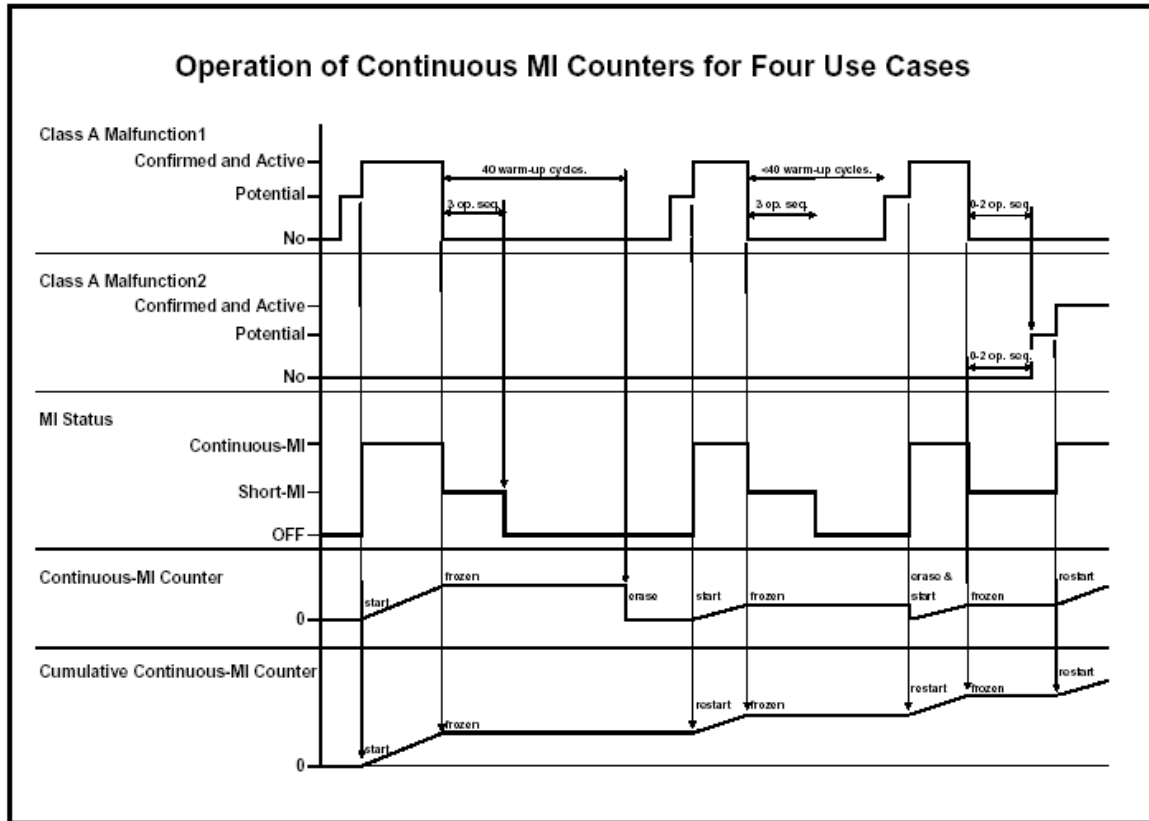 Operation of Continuous MI Counters for Four Use Cases
Class A Malfunction1
Confirmed and Active
40 warm-up cycles.
<40 warm-up cycles.
Potential
3 op. seq.
3 op. seq.
0-2 op. seq
No
Class A Malfunction2
Confirmed and Active
Potential
0-2 op. seq.
No
MI Status
Continuous-MI
Short-MI
OFF
Continuous-MI Counter
start
frozen
erase
start
frozen
erase &
start
frozen
restart
0
Cumulative Continuous-MI Counter
start
frozen
restart
frozen
restart
frozen
restart
0